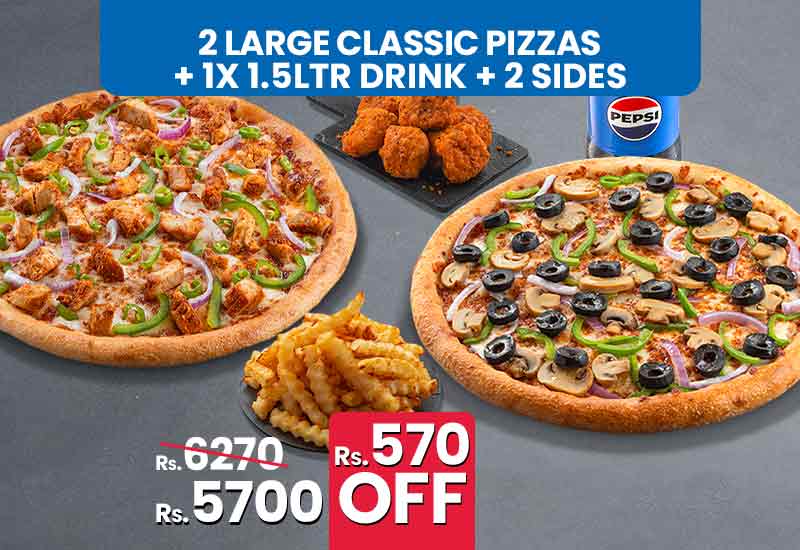 2 LARGE CLASSIC PIZZAS
+ 1X 1.5LTR DRINK + 2 SIDES
PEPSI
Rs. 6270
Rs. 5700
Rs. 570
OFF